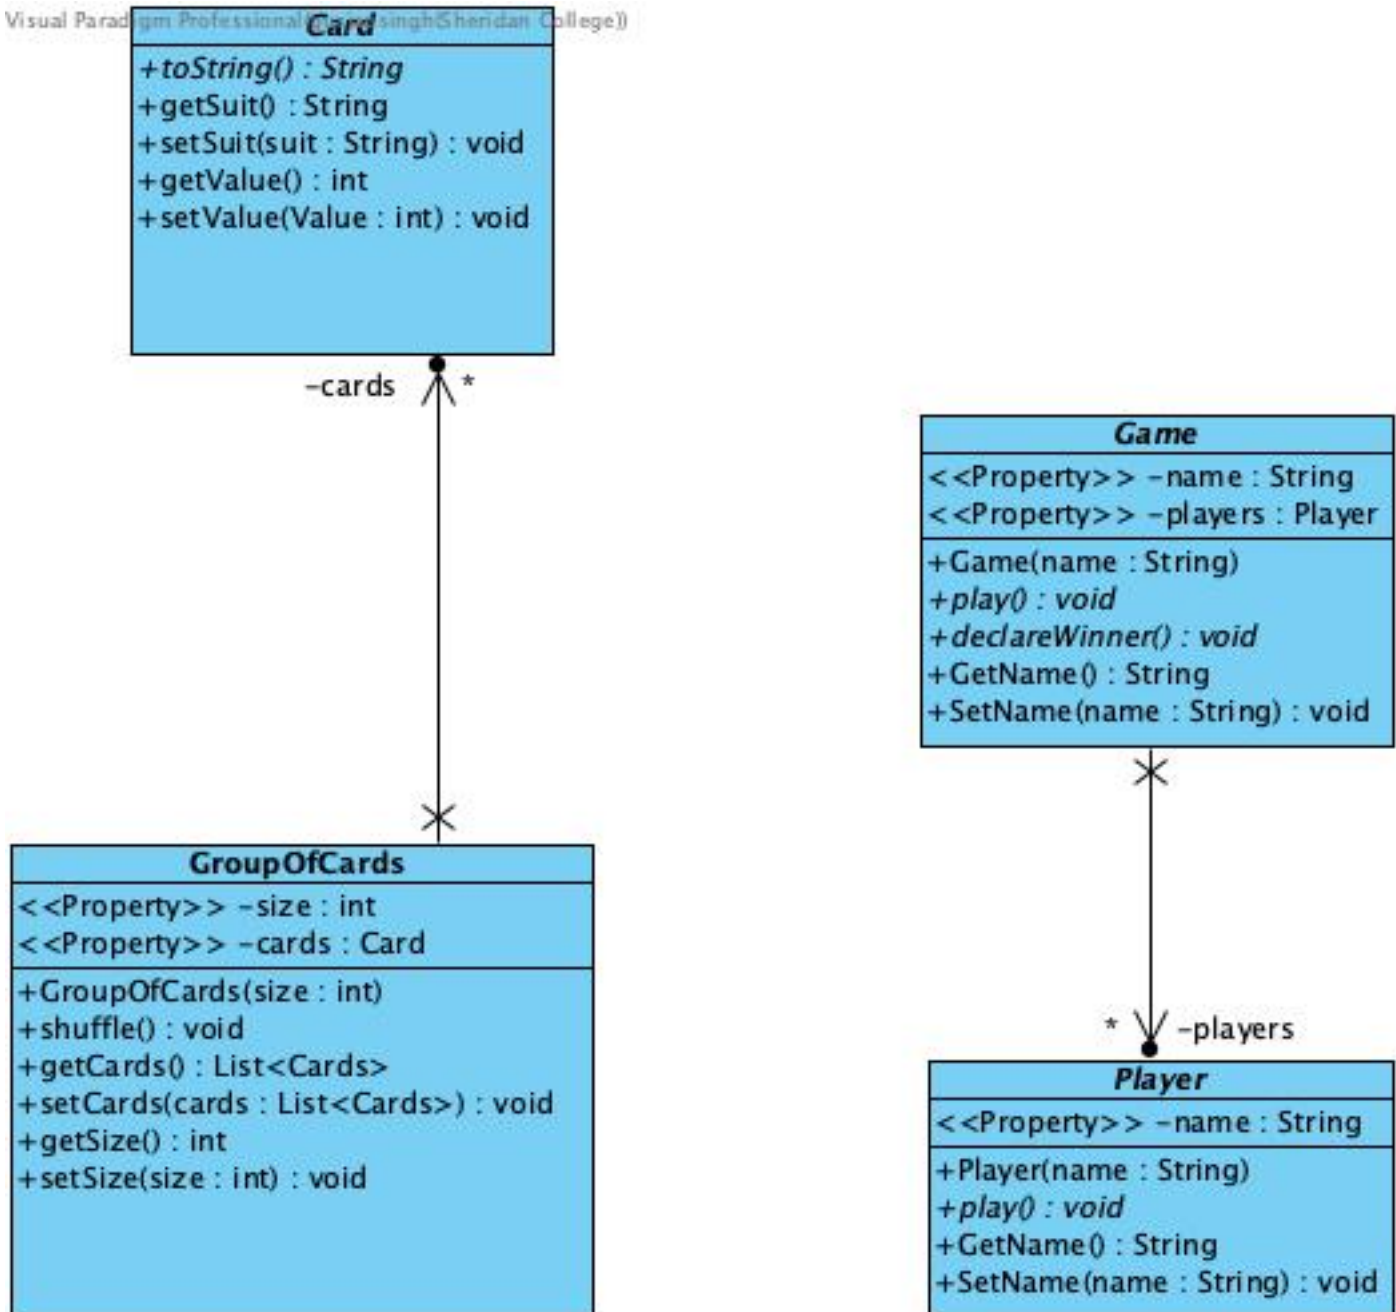 Visual Paradigm Professional singh(Sheridan College))
Card
+toString() : String
+getSuit() : String
+setSuit(suit : String) : void
+getValue() : int
+setValue(Value : int) : void
-cards *
Game
<<Property>> -name : String
<<Property>> -players : Player
+Game(name : String)
+play() : void
+declareWinner() : void
+GetName() : String
+SetName(name : String) : void
GroupOfCards
<<Property>> -size : int
<<Property>> -cards : Card
+GroupOfCards(size : int)
+shuffle() : void
+getCards() : List<Cards>
+setCards(cards : List<Cards>) : void
+getSize() : int
+setSize(size : int) : void
* -players
Player
<<Property>> -name : String
+Player(name : String)
+play() : void
+GetName() : String
+SetName(name : String) : void